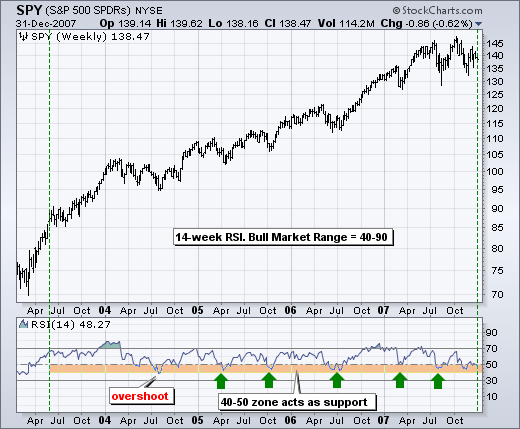 SPY (S&P 500 SPDRs) NYSE © StockCharts.com
31-Dec-2007 Op 139.14 Hi 139.62 Lo 138.16 Cl 138.47 Vol 114.2M Chg -0.86 (-0.62%)
SPY (Weekly) 138.47
145
140
135
130
125
120
115
110
105
100
95
90
85
80
75
70
14-week RSI. Bull Market Range = 40-90
Apr Jul Oct 04 Apr Jul Oct 05 Apr Jul Oct 06 Apr Jul Oct 07 Apr Jul Oct
RSI(14) 48.27
90
70
50
30
10
overshoot
40-50 zone acts as support
Apr Jul Oct 04 Apr Jul Oct 05 Apr Jul Oct 06 Apr Jul Oct 07 Apr Jul Oct